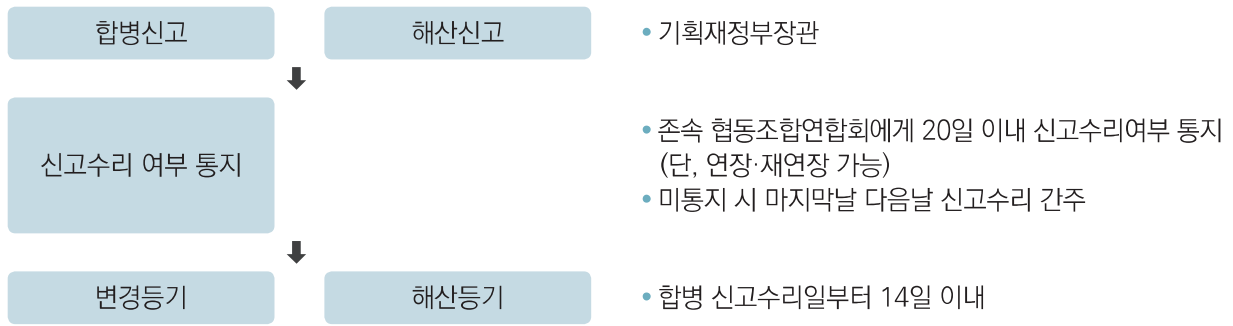 합병신고 해산신고 • 기획재정부장관
신고수리 여부 통지
• 존속 협동조합연합회에게 20일 이내 신고수리여부 통지
(단, 연장·재연장 가능)
• 미통지 시 마지막날 다음날 신고수리 간주
변경등기 해산등기 • 합병 신고수리일부터 14일 이내